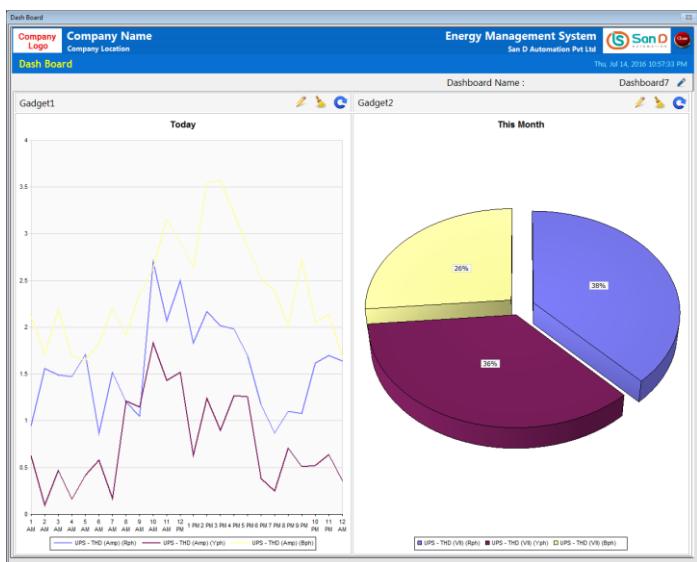 Dash Board
Company Logo
Company Name
Company Location
Energy Management System
San D Automation Pvt Ltd
San D
AUTOMATION
Close
Dash Board
Thu, Jul 14, 2016 10:57:33 PM
Dashboard Name :
Dashboard7
Gadget1
Gadget2
Today
4
3.5
3
2.5
2
1.5
1
0.5
0
1 AM 2 AM 3 AM 4 AM 5 AM 6 AM 7 AM 8 AM 9 AM 10 AM 11 AM 12 PM 1 PM 2 PM 3 PM 4 PM 5 PM 6 PM 7 PM 8 PM 9 PM 10 PM 11 PM 12 AM
UPS - THD (Amp) (Rph) UPS - THD (Amp) (Yph) UPS - THD (Amp) (Bph)
This Month
26%
38%
36%
UPS - THD (Vll) (Rph) UPS - THD (Vll) (Yph) UPS - THD (Vll) (Bph)